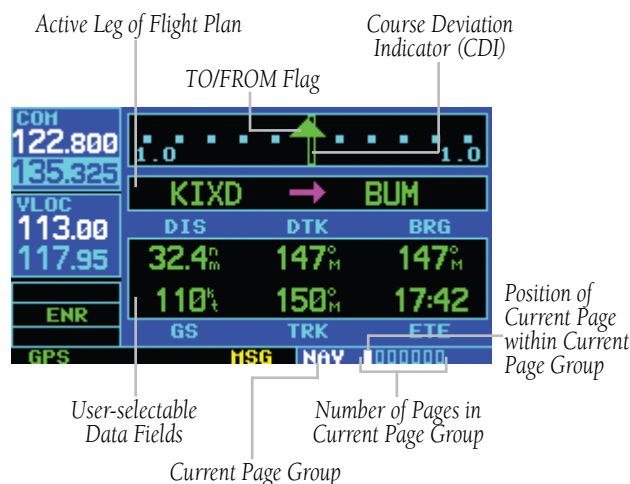 Active Leg of Flight Plan
Course Deviation
Indicator (CDI)
TO/FROM Flag
COM
122.800
135.325
VLOC
113.00
117.95
ENR
GPS
1.0 1.0
KIXD → BUM
DIS DTK BRG
32.4nm 147°M 147°M
110kt 150°M 17:42
GS TRK ETE
MSG NAV
Position of
Current Page
within Current
Page Group
User-selectable
Data Fields
Number of Pages in
Current Page Group
Current Page Group